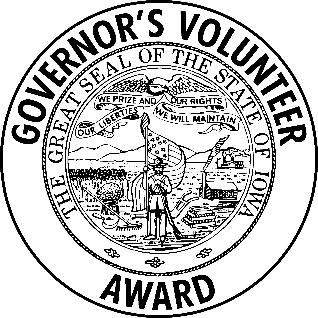 GOVERNOR'S VOLUNTEER
THE GREAT SEAL OF THE STATE OF IOWA
WE PRIZE AND OUR RIGHTS
OUR LIBERTIES WE WILL MAINTAIN
AWARD